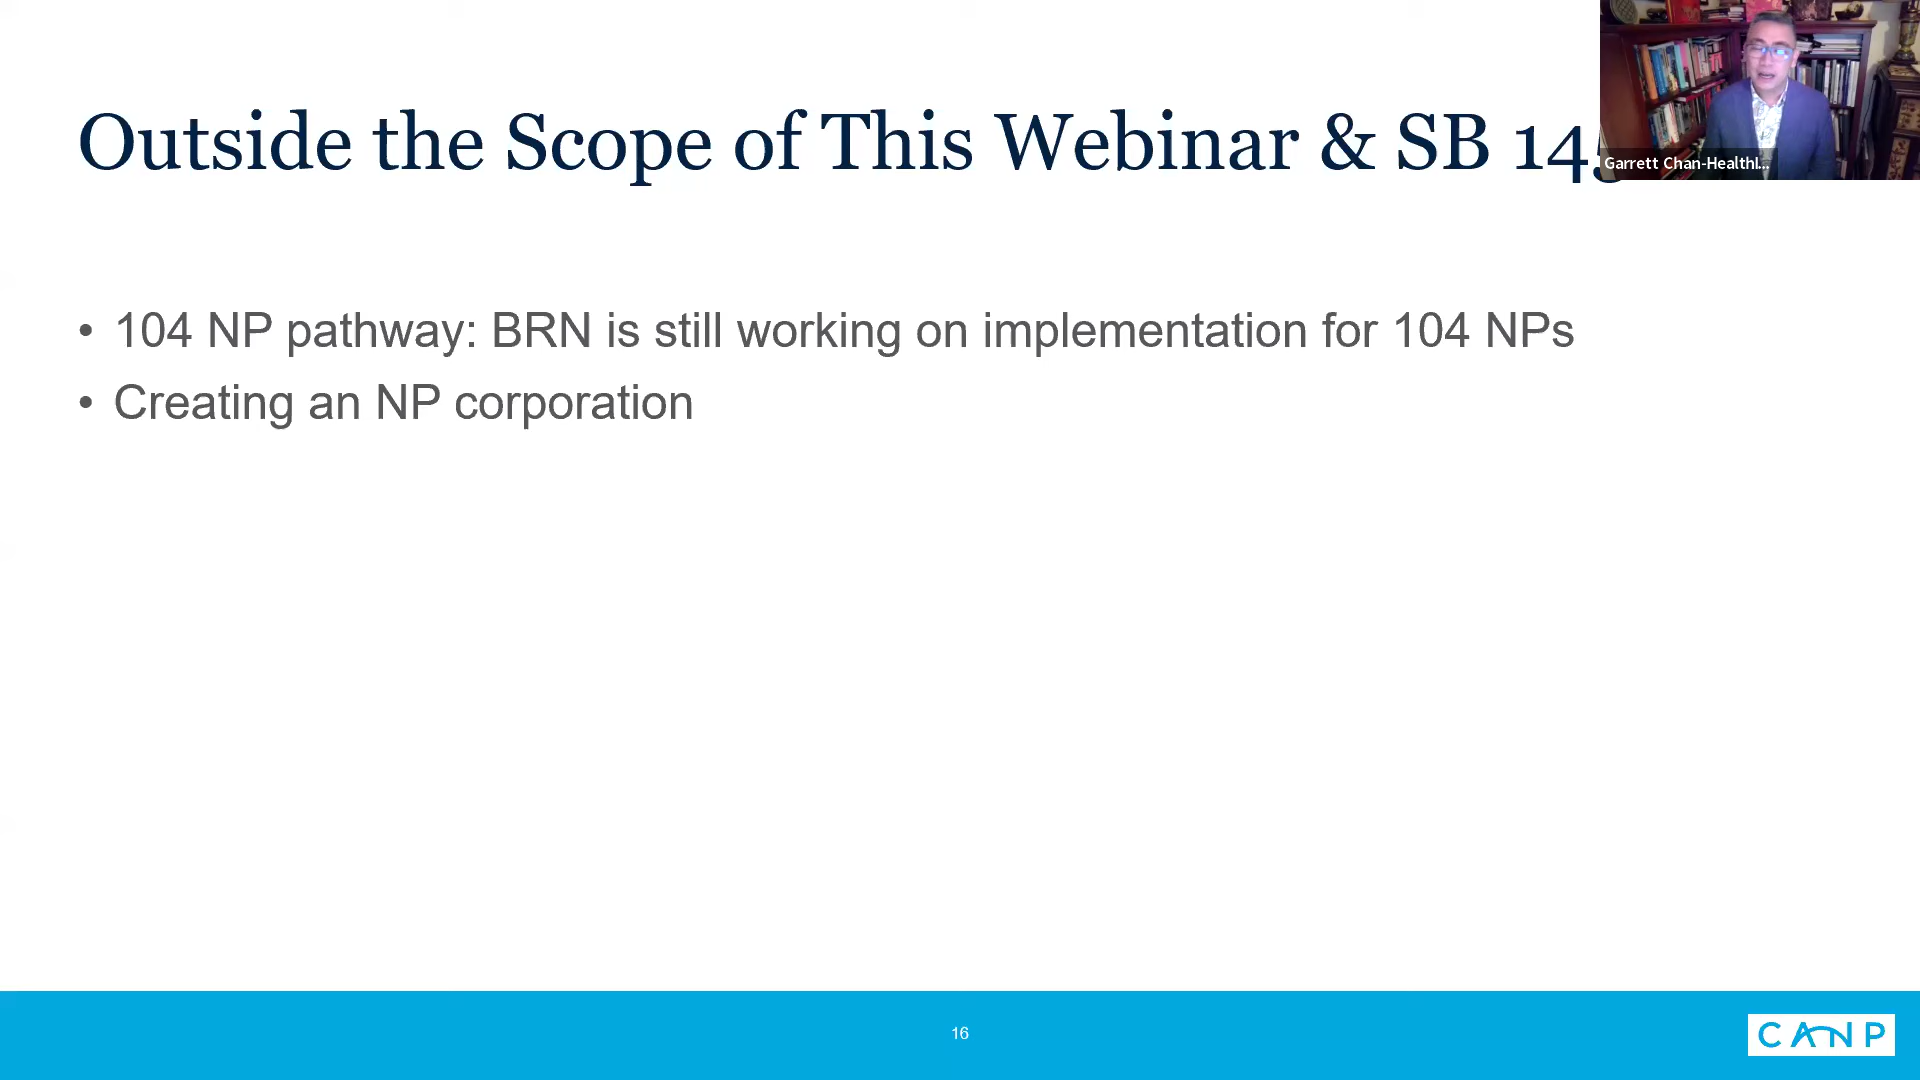 Outside the Scope of This Webinar & SB
Garrett Chan-Healthl...
• 104 NP pathway: BRN is still working on implementation for 104 NPs
• Creating an NP corporation
16
CANP